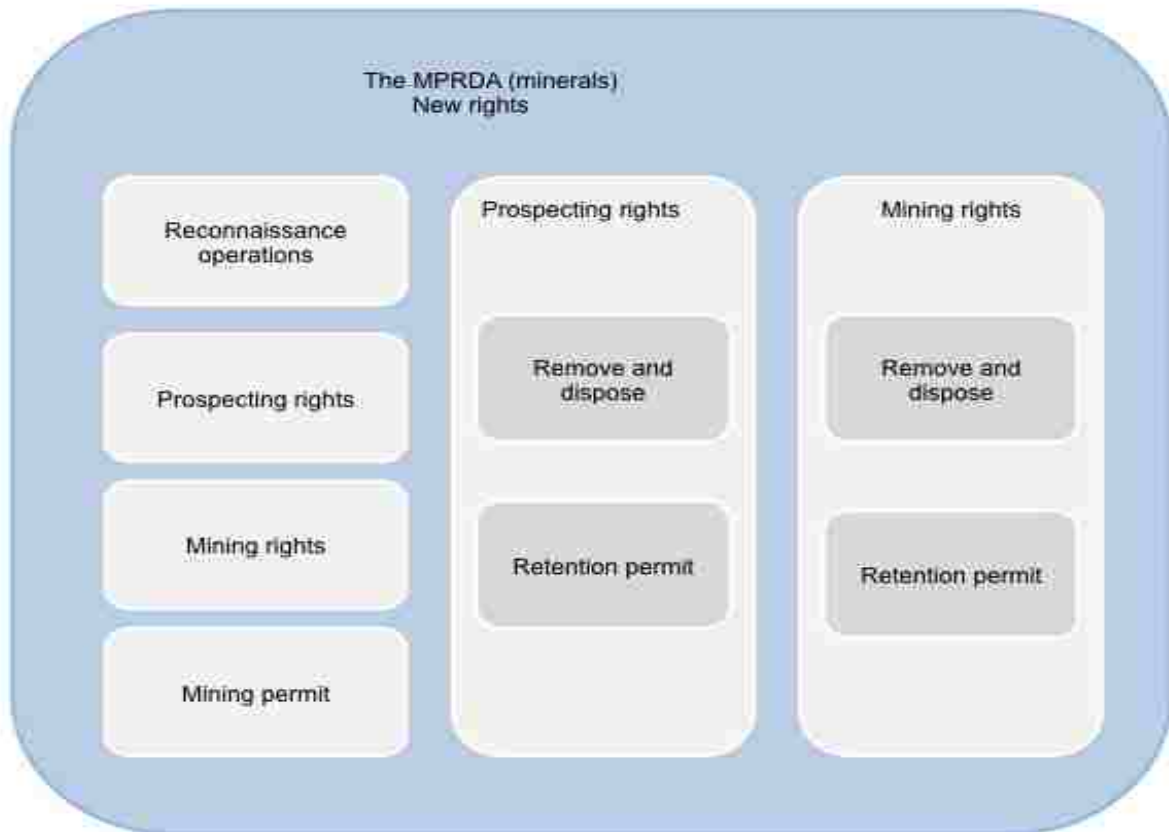 The MPRDA (minerals)
New rights
Reconnaissance
operations
Prospecting rights
Mining rights
Mining permit
Prospecting rights
Remove and
dispose
Retention permit
Mining rights
Remove and
dispose
Retention permit